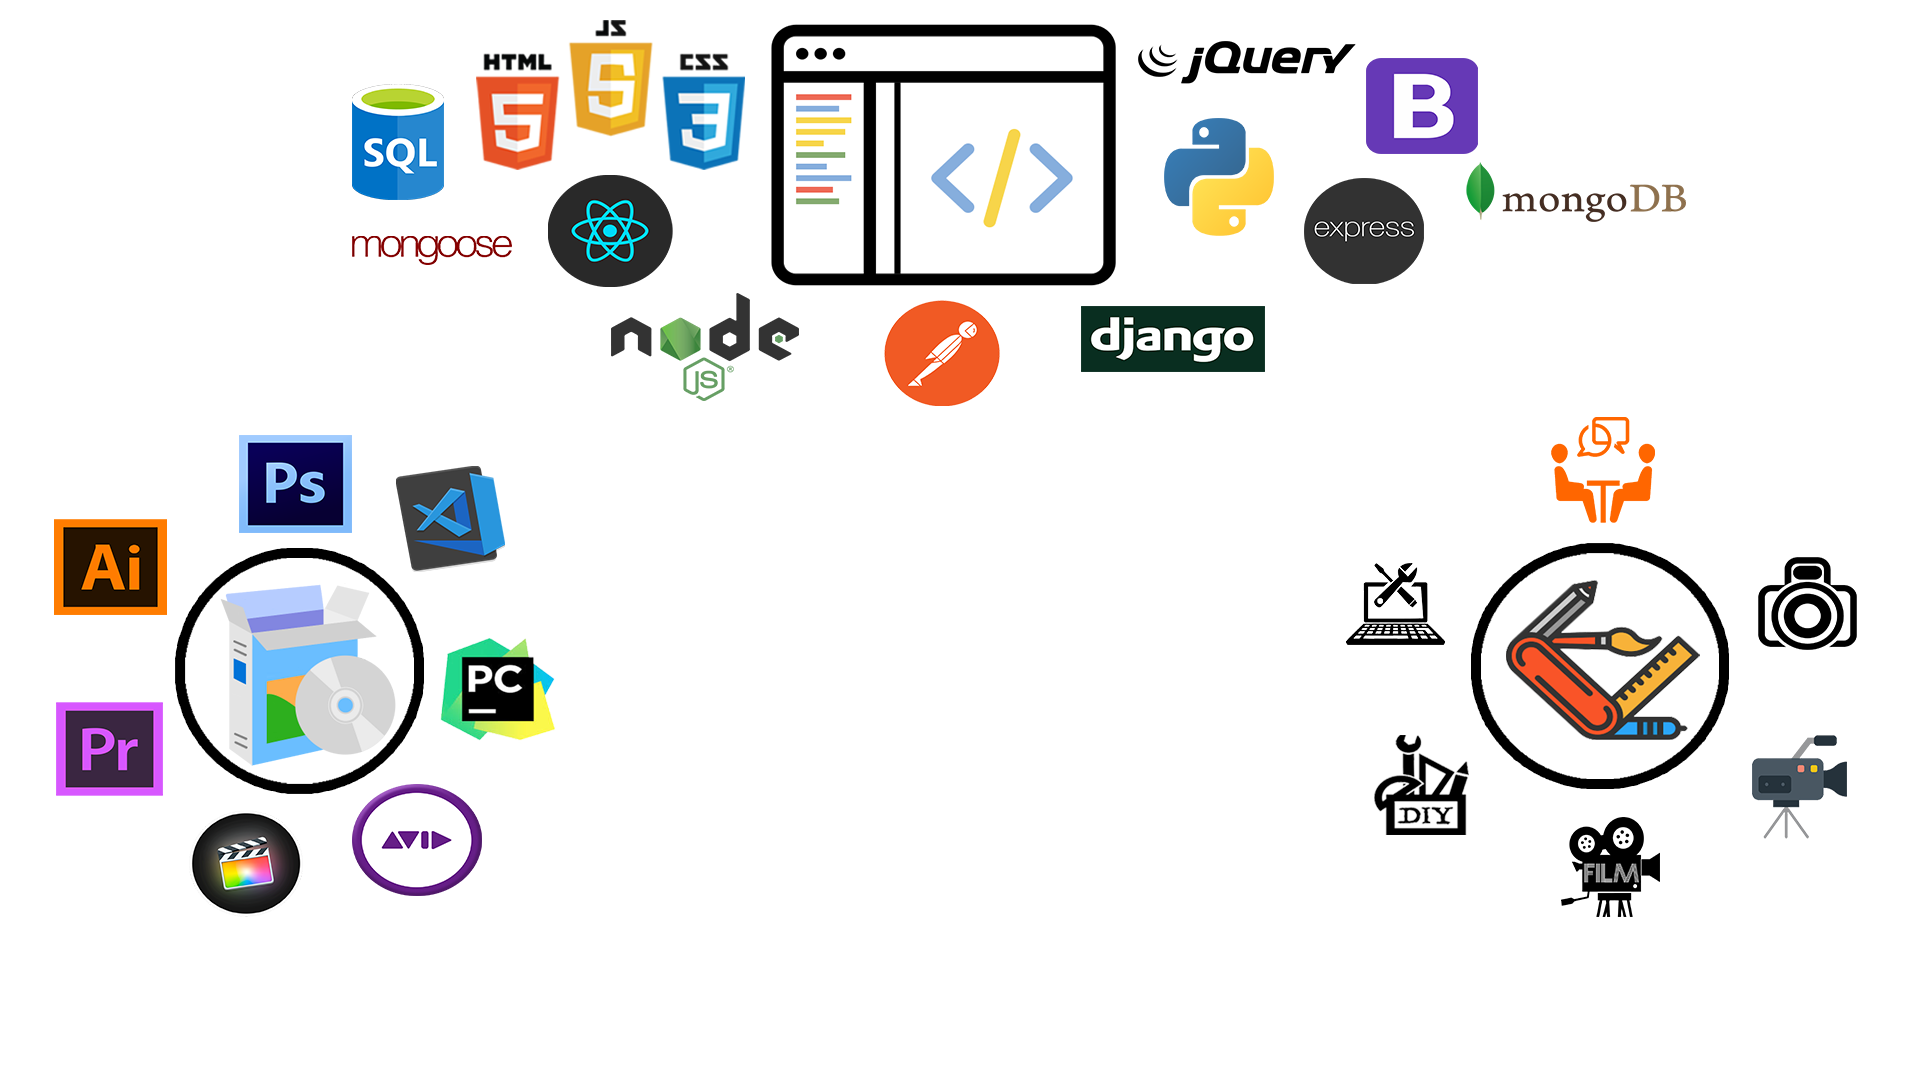 JS
HTML
5
5
CSS
3
SQL
mongoose
</>
jQuery
B
express
mongoDB
node
JS
®
django
Ps
Ai
Pr
PC
AVID
DIY
FILM